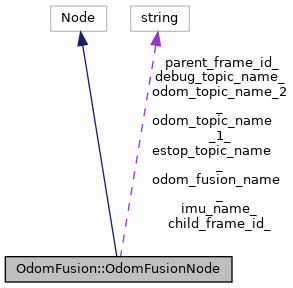 Node
string
parent_frame_id_
debug_topic_name_
odom_topic_name_2
_
odom_topic_name
_1_
estop_topic_name
_
odom_fusion_name
_
imu_name_
child_frame_id_
OdomFusion::OdomFusionNode